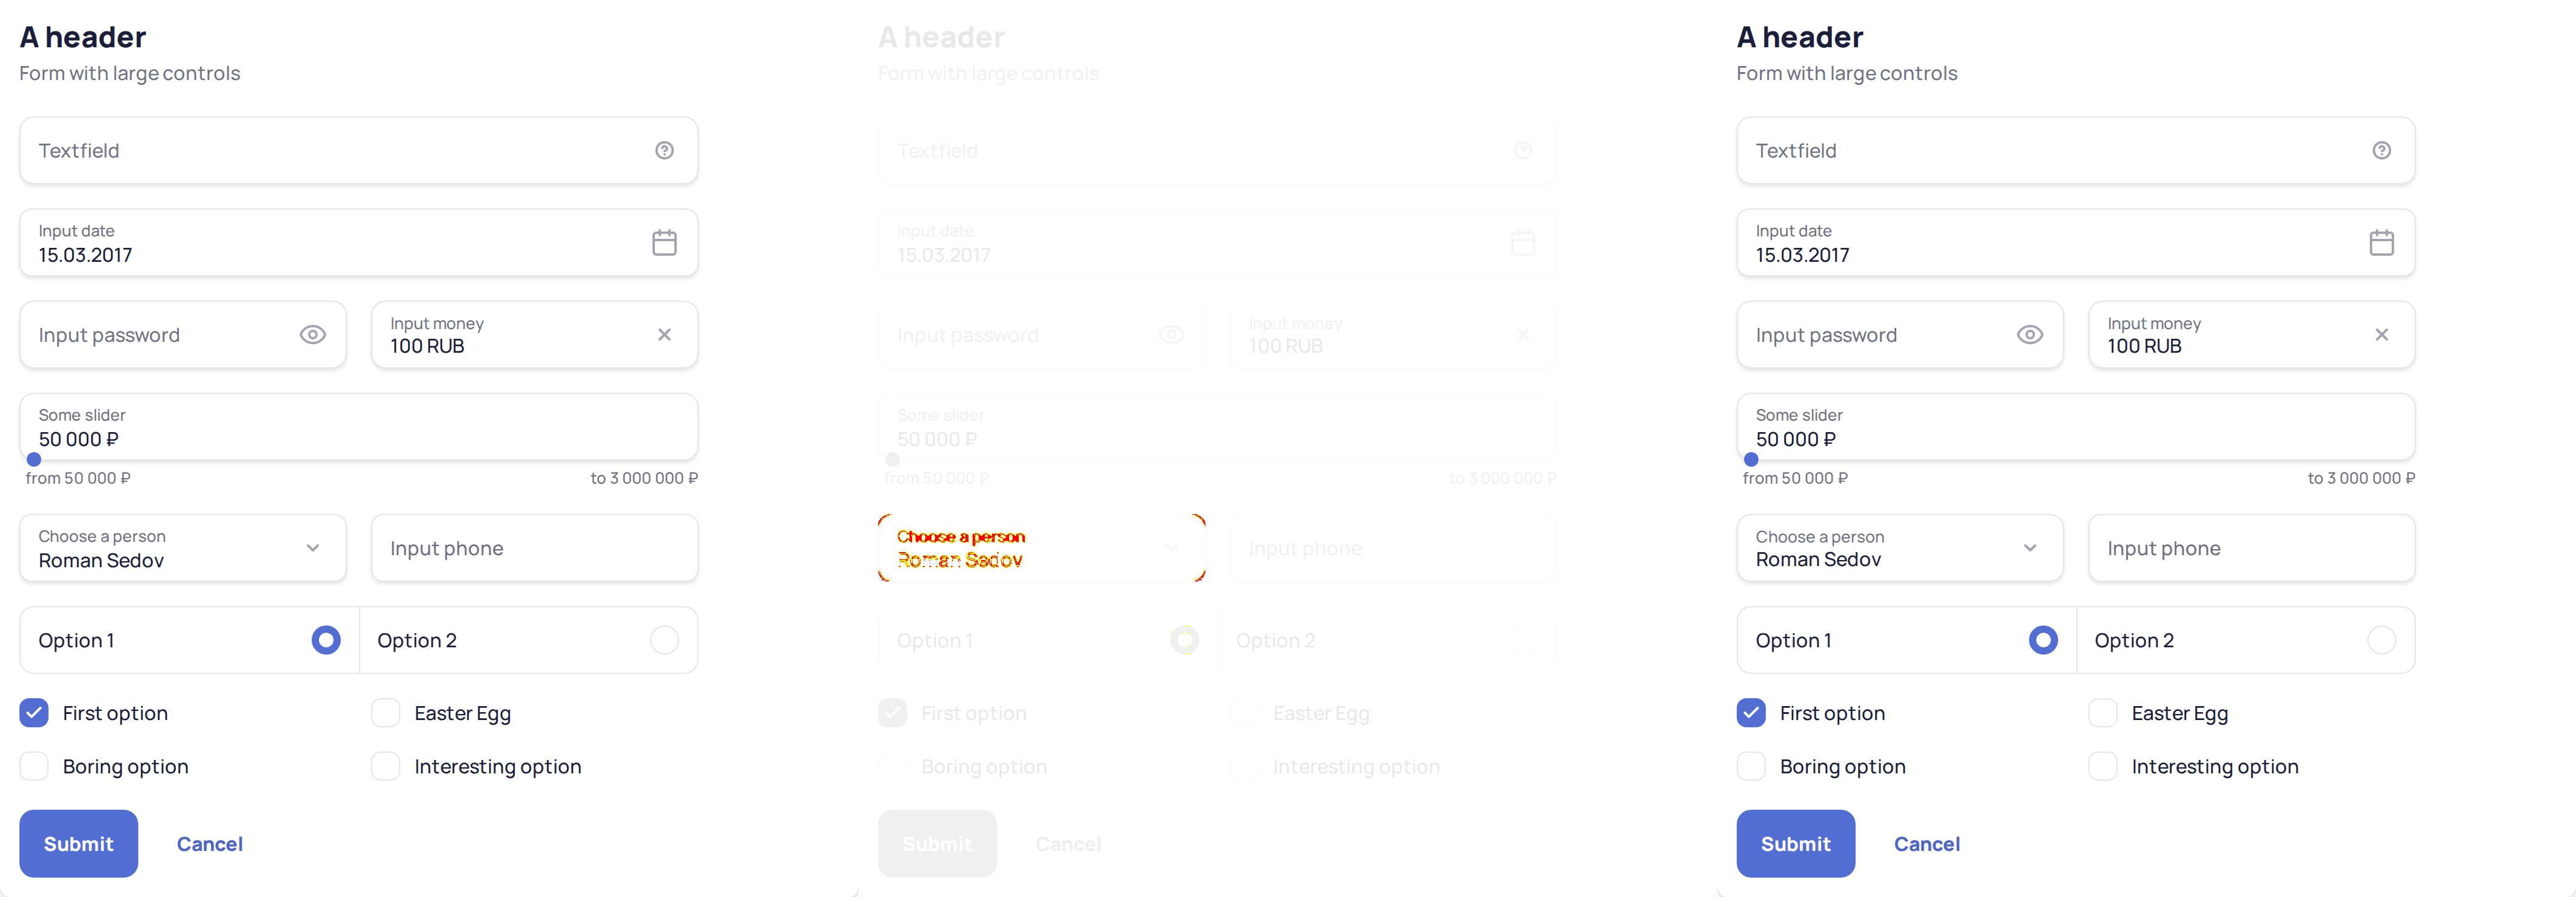 A header
Form with large controls
Textfield
Input date
15.03.2017
Input password
Input money
100 RUB
Some slider
50 000 ₽
from 50 000 ₽
to 3 000 000 ₽
Choose a person
Roman Sedov
Input phone
Option 1
Option 2
First option
Easter Egg
Boring option
Interesting option
Submit
Cancel
A header
Form with large controls
Textfield
Input date
15.03.2017
Input password
Input money
100 RUB
Some slider
50 000 ₽
from 50 000 ₽
to 3 000 000 ₽
Choose a person
Roman Sedov
Input phone
Option 1
Option 2
First option
Easter Egg
Boring option
Interesting option
Submit
Cancel
A header
Form with large controls
Textfield
Input date
15.03.2017
Input password
Input money
100 RUB
Some slider
50 000 ₽
from 50 000 ₽
to 3 000 000 ₽
Choose a person
Roman Sedov
Input phone
Option 1
Option 2
First option
Easter Egg
Boring option
Interesting option
Submit
Cancel